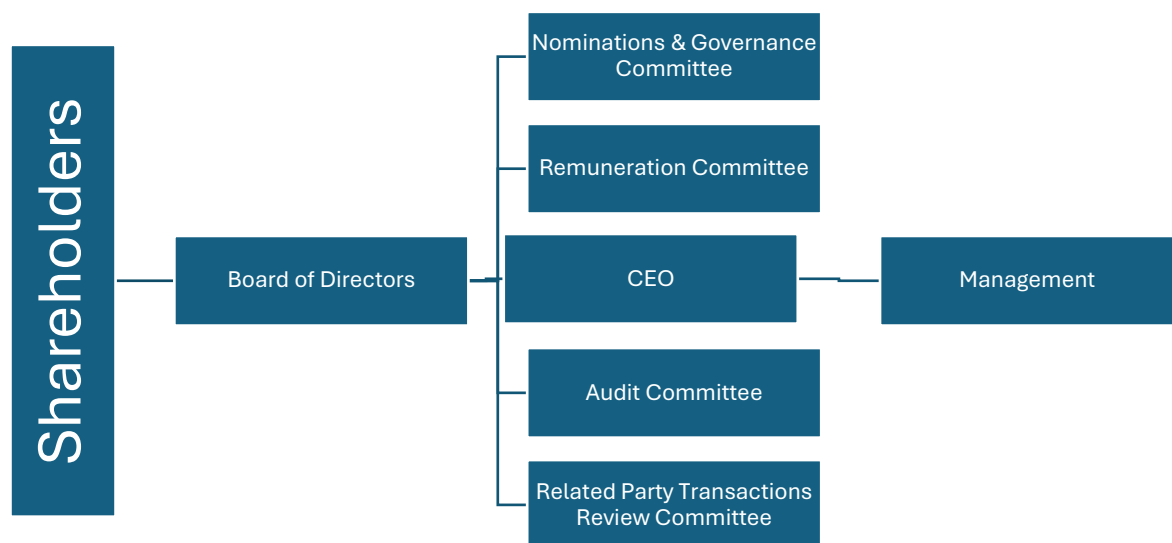 Shareholders
Board of Directors
Nominations & Governance
Committee
Remuneration Committee
CEO
Audit Committee
Related Party Transactions
Review Committee
Management